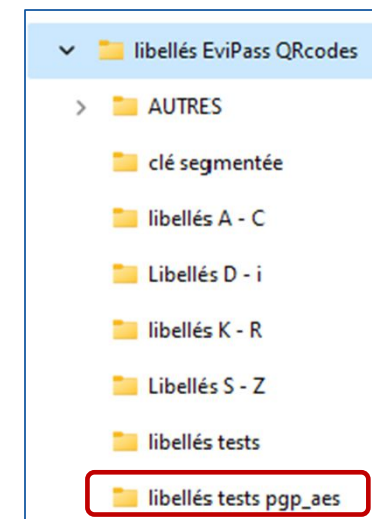 libellés EviPass QRcodes
AUTRES
clé segmentée
libellés A - C
Libellés D - i
libellés K - R
Libellés S - Z
libellés tests
libellés tests pgp_aes